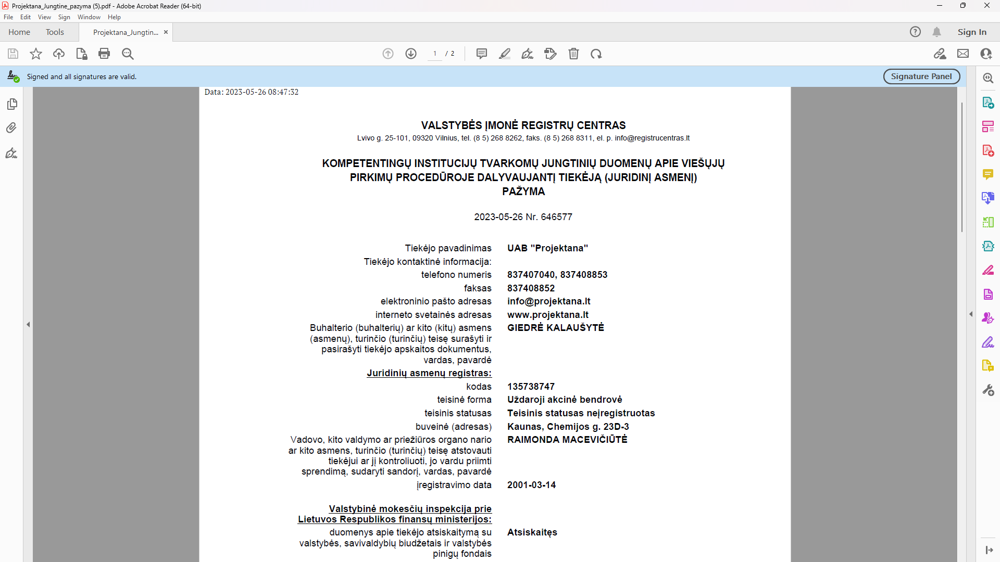 Projektana_Jungtine_pazyma (5).pdf - Adobe Acrobat Reader (64-bit)
File Edit View Sign Window Help
Home Tools Projektana_Jungtin... Sign In
1 / 2
Signed and all signatures are valid. Signature Panel
Data: 2023-05-26 08:47:32
VALSTYBĖS ĮMONĖ REGISTRŲ CENTRAS
Lvivo g. 25-101, 09320 Vilnius, tel. (8 5) 268 8262, faks. (8 5) 268 8311, el. p. info@registrucentras.lt
KOMPETENTINGŲ INSTITUCIJŲ TVARKOMŲ JUNGTINIŲ DUOMENŲ APIE VIEŠŲJŲ
PIRKIMŲ PROCEDŪROJE DALYVAUJANTĮ TIEKĖJĄ (JURIDINĮ ASMENĮ)
PAŽYMA
2023-05-26 Nr. 646577
Tiekėjo pavadinimas UAB "Projektana"
Tiekėjo kontaktinė informacija:
telefono numeris 837407040, 837408853
faksas 837408852
elektroninio pašto adresas info@projektana.lt
interneto svetainės adresas www.projektana.lt
Buhalterio (buhalterių) ar kito (kitų) asmens GIEDRĖ KALAUŠYTĖ
(asmenų), turinčio (turinčių) teisę surašyti ir
pasirašyti tiekėjo apskaitos dokumentus,
vardas, pavardė
Juridinių asmenų registras:
kodas 135738747
teisinė forma Uždaroji akcinė bendrovė
teisinis statusas Teisinis statusas neįregistruotas
buveinė (adresas) Kaunas, Chemijos g. 23D-3
Vadovo, kito valdymo ar priežiūros organo nario RAIMONDA MACEVIČIŪTĖ
ar kito asmens, turinčio (turinčių) teisę atstovauti
tiekėjui ar jį kontroliuoti, jo vardu priimti
sprendimą, sudaryti sandorį, vardas, pavardė
įregistravimo data 2001-03-14
Valstybinė mokesčių inspekcija prie
Lietuvos Respublikos finansų ministerijos:
duomenys apie tiekėjo atsiskaitymą su Atsiskaitęs
valstybės, savivaldybių biudžetais ir valstybės
pinigų fondais